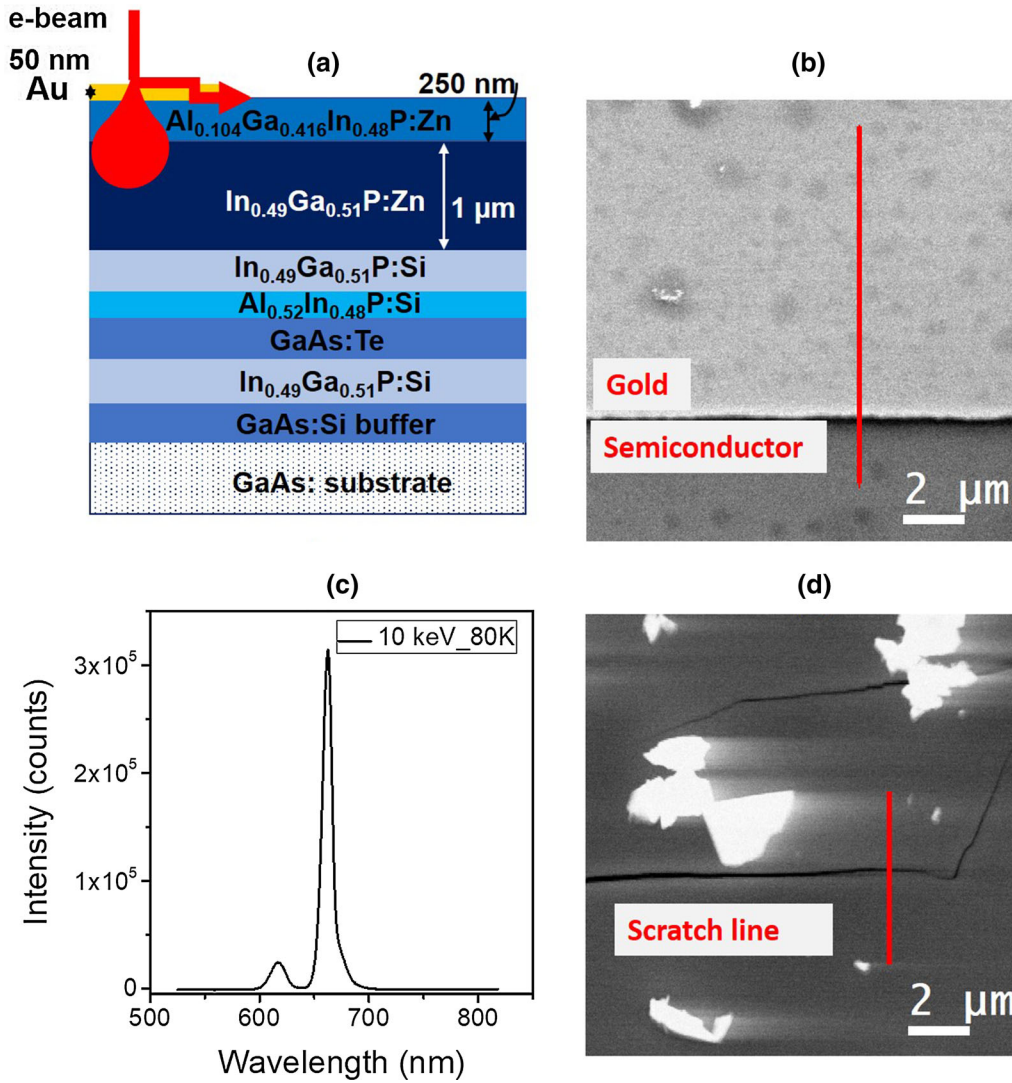 e-beam
50 nm
Au
(a)
250 nm
Al0.104Ga0.416In0.48P:Zn
In0.49Ga0.51P:Zn
1 μm
In0.49Ga0.51P:Si
Al0.52In0.48P:Si
GaAs:Te
In0.49Ga0.51P:Si
GaAs:Si buffer
GaAs: substrate
(b)
Gold
Semiconductor
2 μm
(c)
10 keV_80K
3x10^5
2x10^5
1x10^5
0
500
600
700
800
Intensity (counts)
Wavelength (nm)
(d)
Scratch line
2 μm